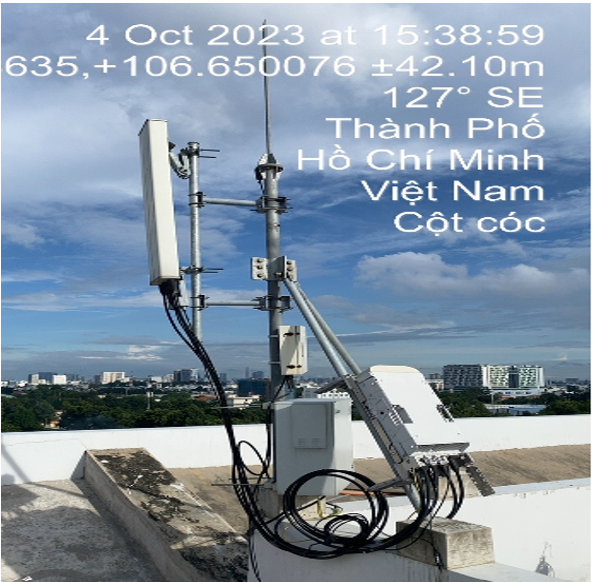 4 Oct 2023 at 15:38:59
635,+106.650076 ±42.10m
127° SE
Thành Phố
Hồ Chí Minh
Việt Nam
Cột cóc